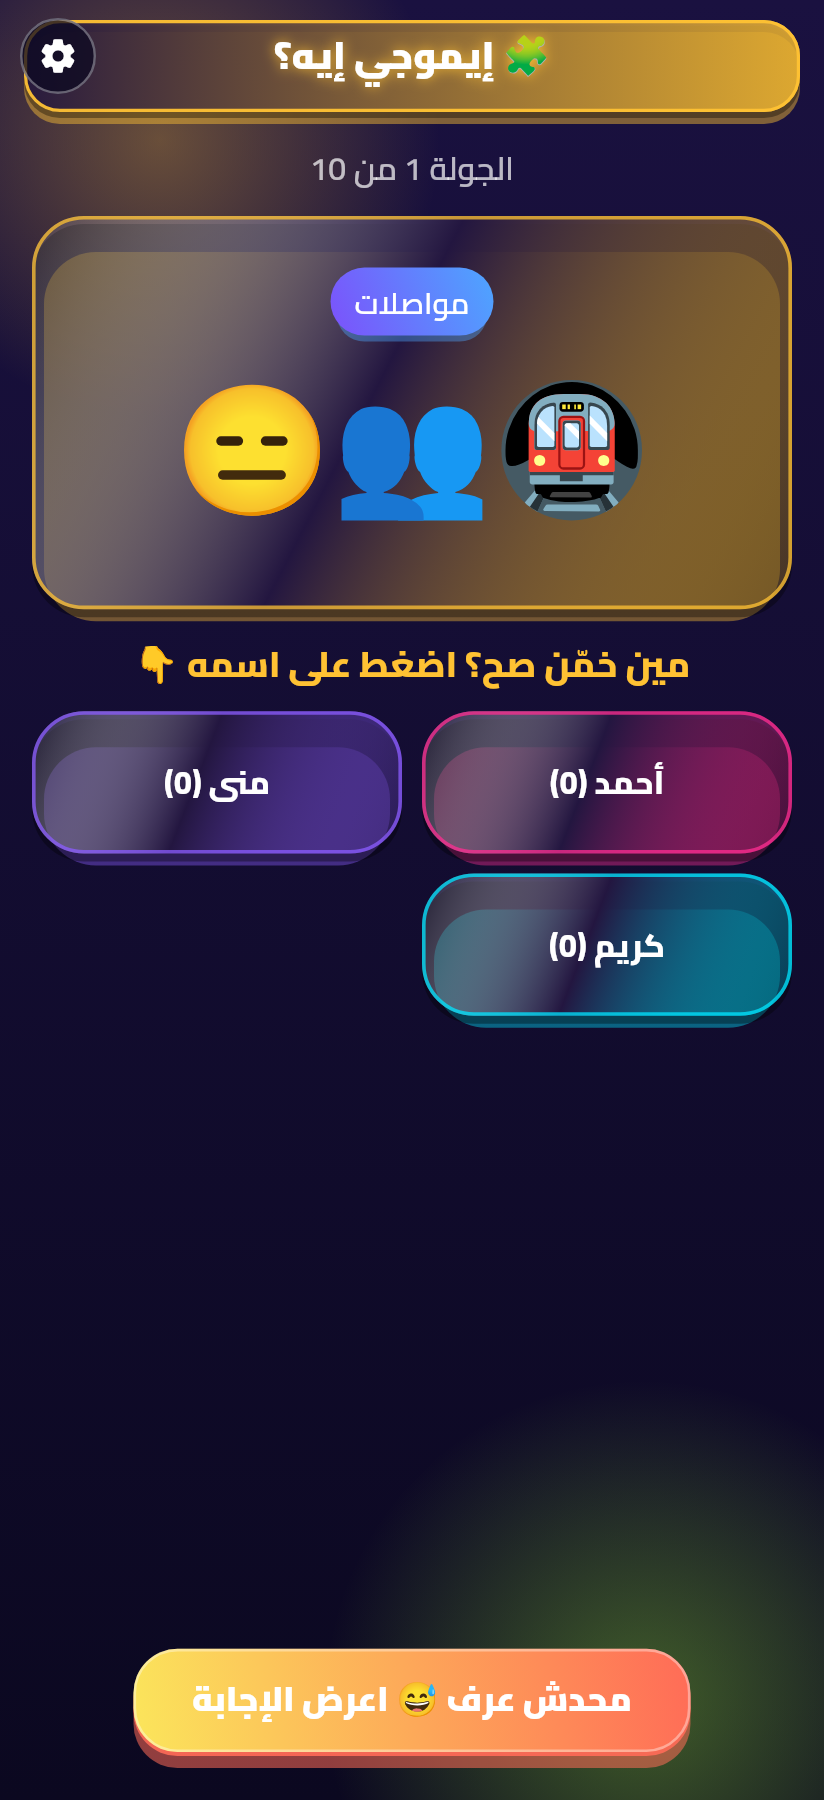 🧩 إيموجي إيه؟
الجولة 1 من 10
مواصلات
مين خمّن صح؟ اضغط على اسمه 👇
أحمد (0)
منى (0)
كريم (0)
محدش عرف 😅 اعرض الإجابة